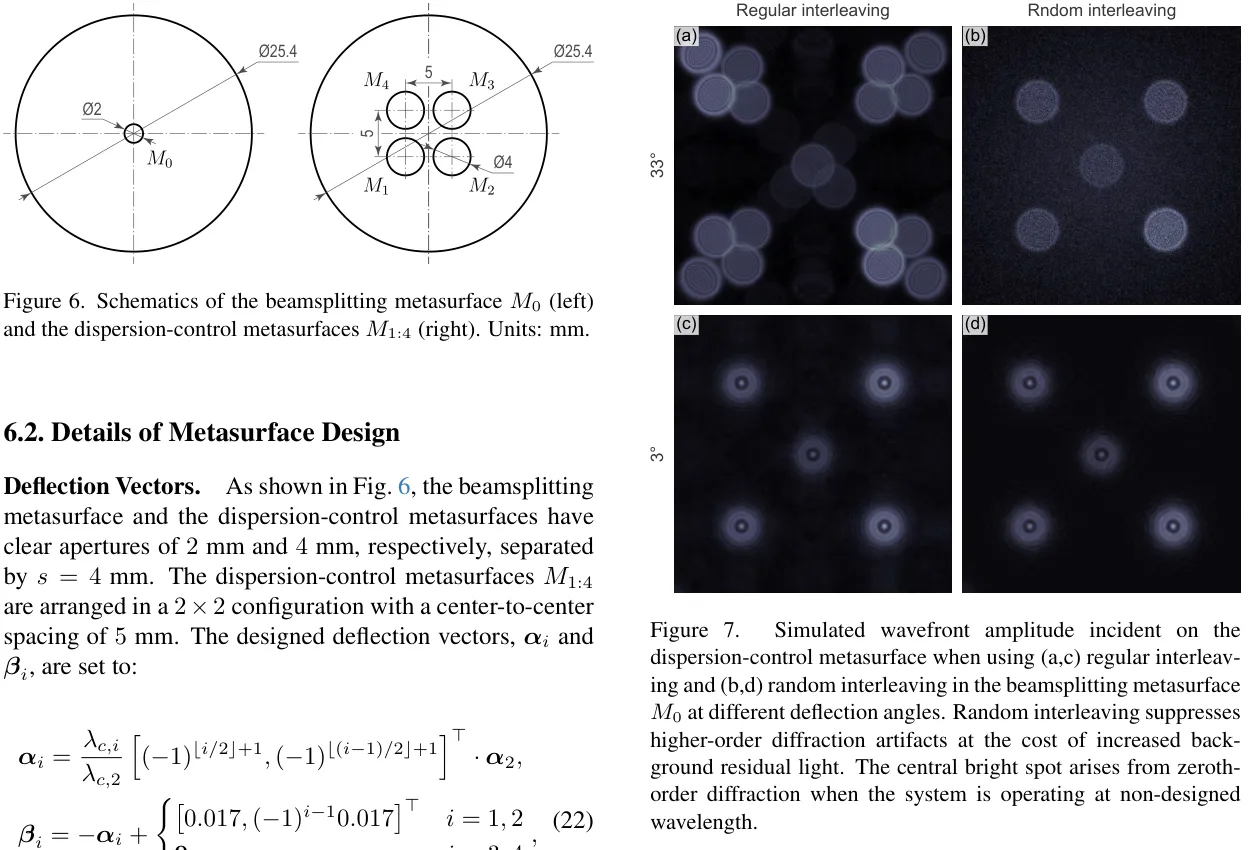 Ø25.4
Ø2
M₀
Ø25.4
5
M₄
M₃
5
Ø4
M₁
M₂
Figure 6. Schematics of the beamsplitting metasurface M₀ (left)
and the dispersion-control metasurfaces M₁:₄ (right). Units: mm.
6.2. Details of Metasurface Design
Deflection Vectors. As shown in Fig. 6, the beamsplitting
metasurface and the dispersion-control metasurfaces have
clear apertures of 2 mm and 4 mm, respectively, separated
by s = 4 mm. The dispersion-control metasurfaces M₁:₄
are arranged in a 2 × 2 configuration with a center-to-center
spacing of 5 mm. The designed deflection vectors, αᵢ and
βᵢ, are set to:
αᵢ = λ_{c,i}/λ_{c,2} [(−1)^{⌊i/2⌋+1}, (−1)^{⌊(i−1)/2⌋+1}]^⊤ · α₂,
βᵢ = −αᵢ + { [0.017, (−1)^{i−1}0.017]^⊤ i = 1, 2 , (22)
Regular interleaving
Rndom interleaving
(a)
(b)
33°
(c)
(d)
3°
Figure 7. Simulated wavefront amplitude incident on the
dispersion-control metasurface when using (a,c) regular interleav-
ing and (b,d) random interleaving in the beamsplitting metasurface
M₀ at different deflection angles. Random interleaving suppresses
higher-order diffraction artifacts at the cost of increased back-
ground residual light. The central bright spot arises from zeroth-
order diffraction when the system is operating at non-designed
wavelength.